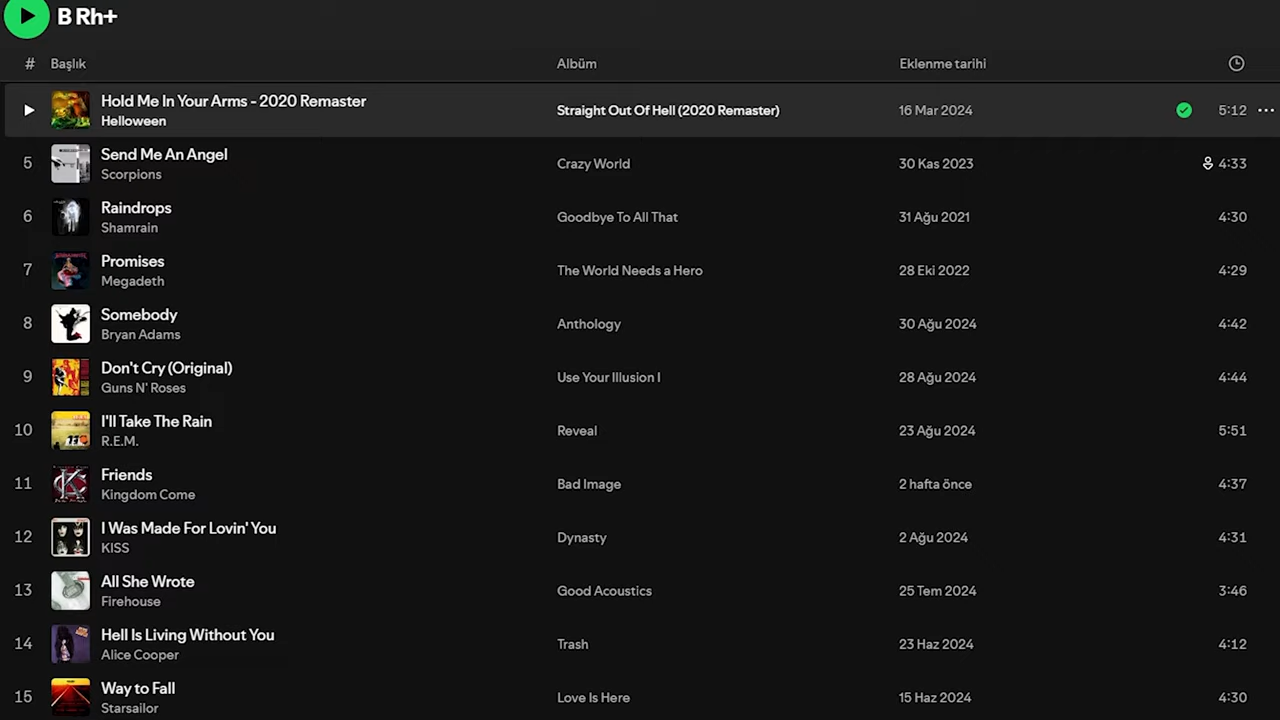 B Rh+
# Başlık Albüm Eklenme tarihi
Hold Me In Your Arms - 2020 Remaster Straight Out Of Hell (2020 Remaster) 16 Mar 2024 5:12
Helloween
5 Send Me An Angel Crazy World 30 Kas 2023 4:33
Scorpions
6 Raindrops Goodbye To All That 31 Ağu 2021 4:30
Shamrain
7 Promises The World Needs a Hero 28 Eki 2022 4:29
Megadeth
8 Somebody Anthology 30 Ağu 2024 4:42
Bryan Adams
9 Don't Cry (Original) Use Your Illusion I 28 Ağu 2024 4:44
Guns N' Roses
10 I'll Take The Rain Reveal 23 Ağu 2024 5:51
R.E.M.
11 Friends Bad Image 2 hafta önce 4:37
Kingdom Come
12 I Was Made For Lovin' You Dynasty 2 Ağu 2024 4:31
KISS
13 All She Wrote Good Acoustics 25 Tem 2024 3:46
Firehouse
14 Hell Is Living Without You Trash 23 Haz 2024 4:12
Alice Cooper
15 Way to Fall Love Is Here 15 Haz 2024 4:30
Starsailor